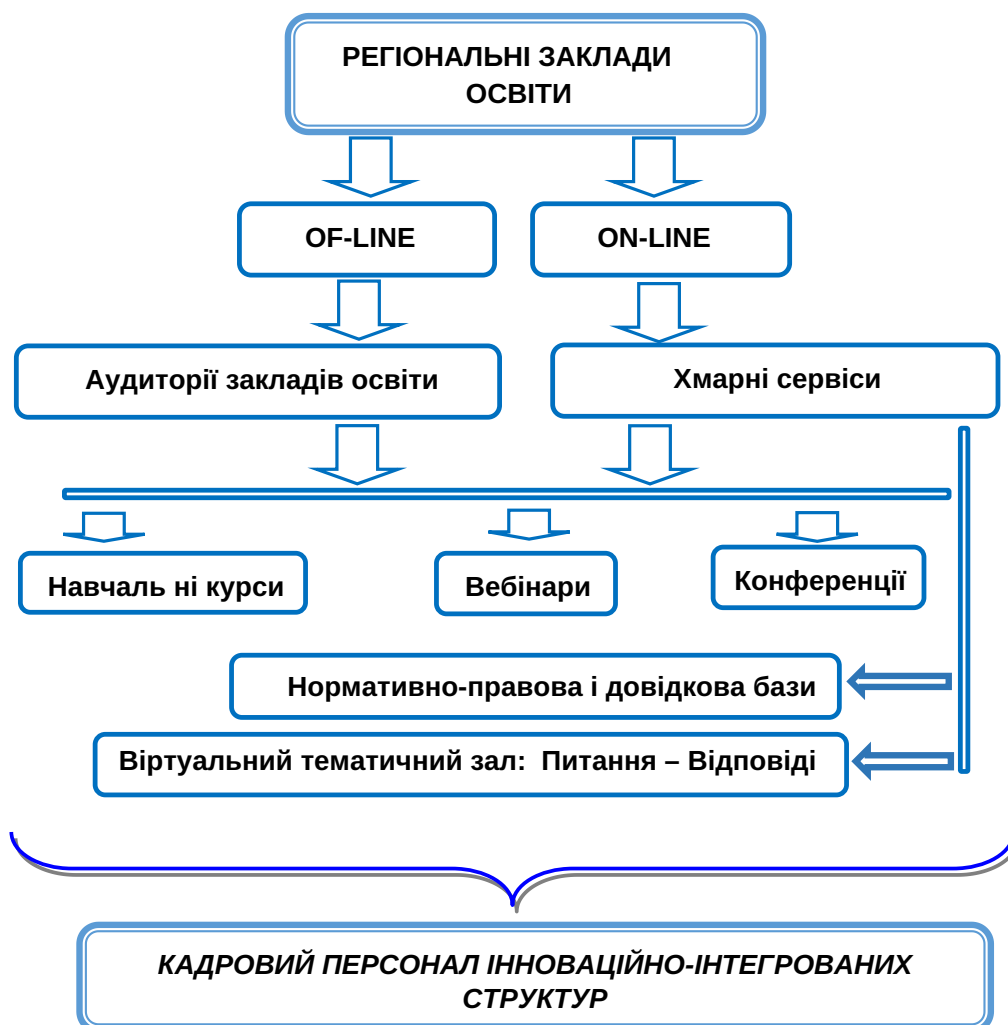 РЕГІОНАЛЬНІ ЗАКЛАДИ
ОСВІТИ
OF-LINE
ON-LINE
Аудиторії закладів освіти
Хмарні сервіси
Навчаль ні курси
Вебінари
Конференції
Нормативно-правова і довідкова бази
Віртуальний тематичний зал: Питання – Відповіді
КАДРОВИЙ ПЕРСОНАЛ ІННОВАЦІЙНО-ІНТЕГРОВАНИХ
СТРУКТУР